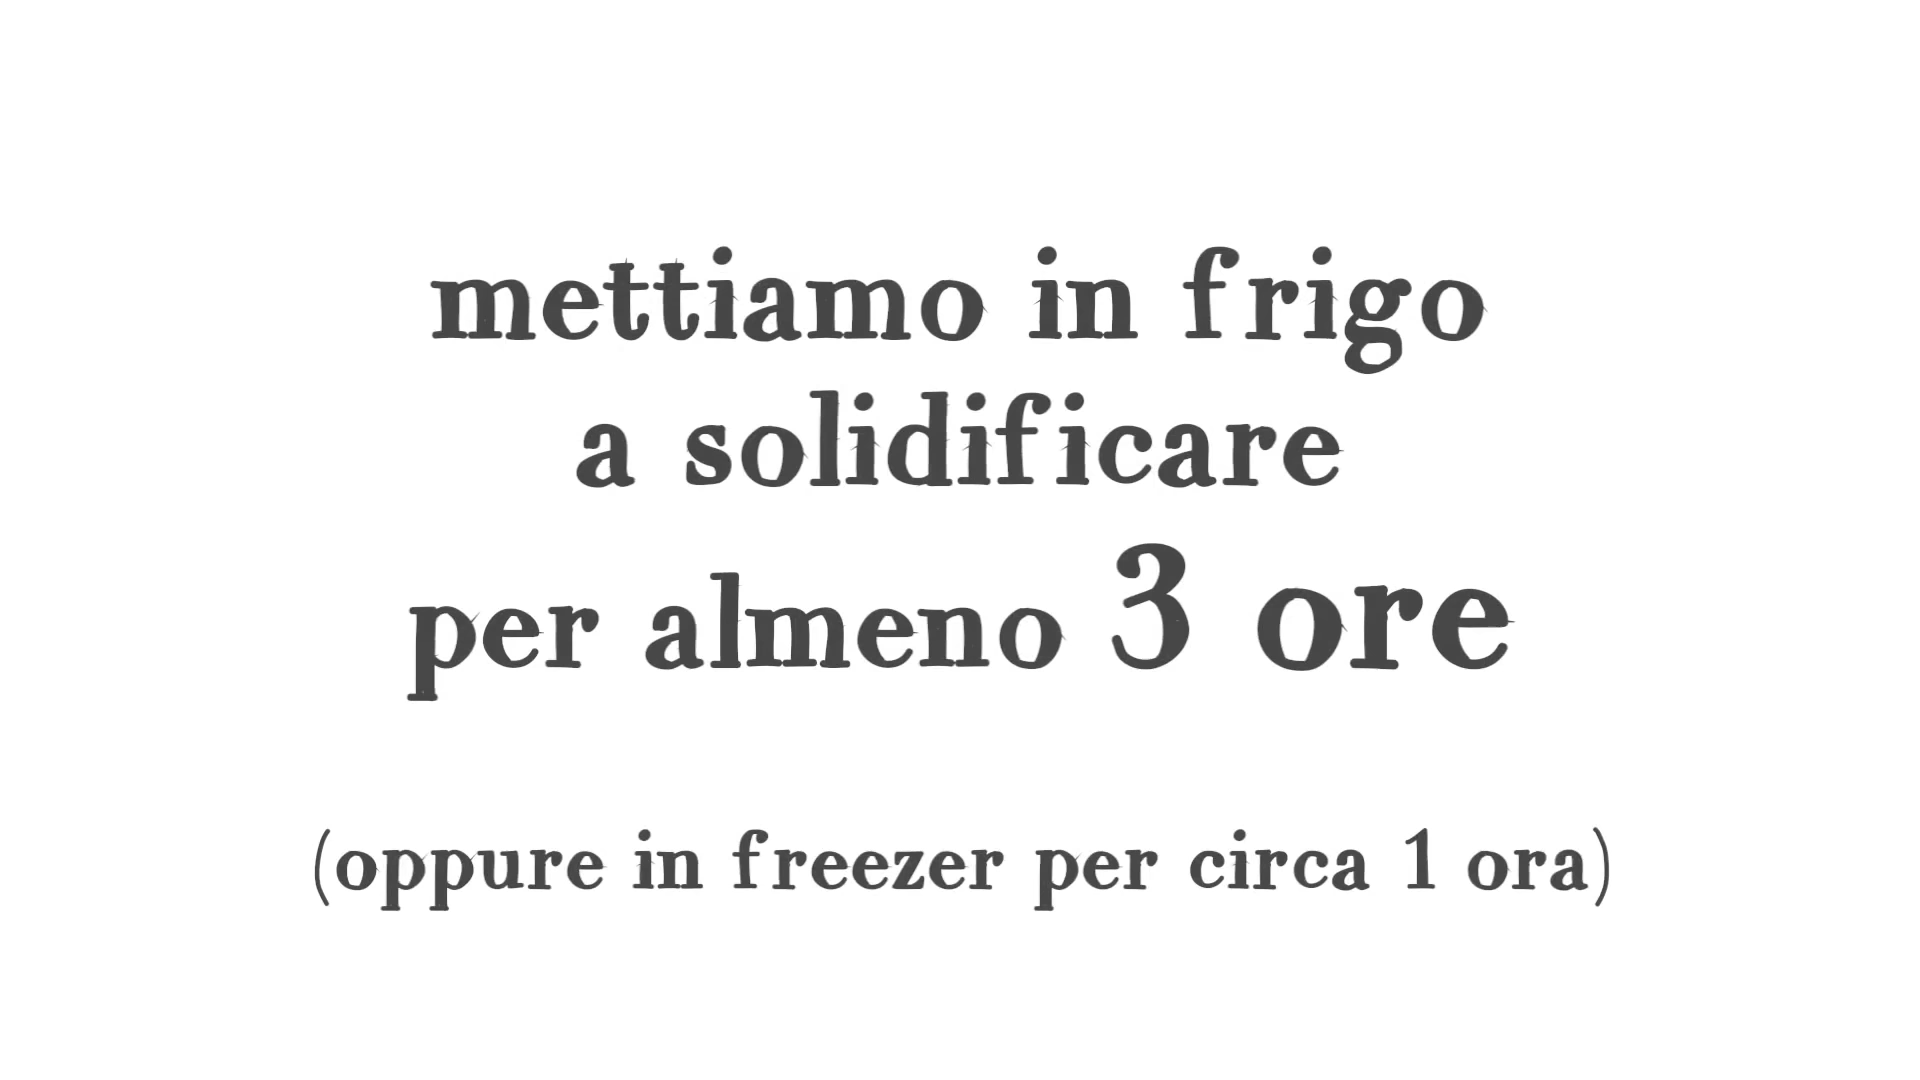 mettiamo in frigo
a solidificare
per almeno 3 ore
(oppure in freezer per circa 1 ora)